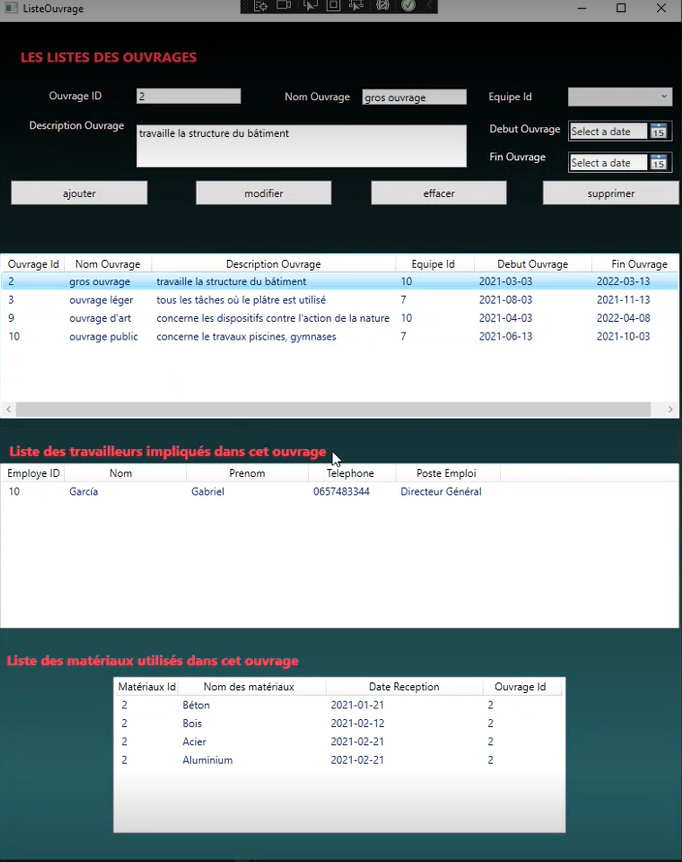 ListeOuvrage
LES LISTES DES OUVRAGES
Ouvrage ID 2 Nom Ouvrage gros ouvrage Equipe Id
Description Ouvrage travaille la structure du bâtiment Debut Ouvrage Select a date 15
Fin Ouvrage Select a date 15
ajouter modifier effacer supprimer
Ouvrage Id Nom Ouvrage Description Ouvrage Equipe Id Debut Ouvrage Fin Ouvrage
2 gros ouvrage travaille la structure du bâtiment 10 2021-03-03 2022-03-13
3 ouvrage léger tous les tâches où le plâtre est utilisé 7 2021-08-03 2021-11-13
9 ouvrage d'art concerne les dispositifs contre l'action de la nature 10 2021-04-03 2022-04-08
10 ouvrage public concerne le travaux piscines, gymnases 7 2021-06-13 2021-10-03
Liste des travailleurs impliqués dans cet ouvrage
Employe ID Nom Prenom Telephone Poste Emploi
10 García Gabriel 0657483344 Directeur Général
Liste des matériaux utilisés dans cet ouvrage
Matériaux Id Nom des matériaux Date Reception Ouvrage Id
2 Béton 2021-01-21 2
2 Bois 2021-02-12 2
2 Acier 2021-02-21 2
2 Aluminium 2021-02-21 2